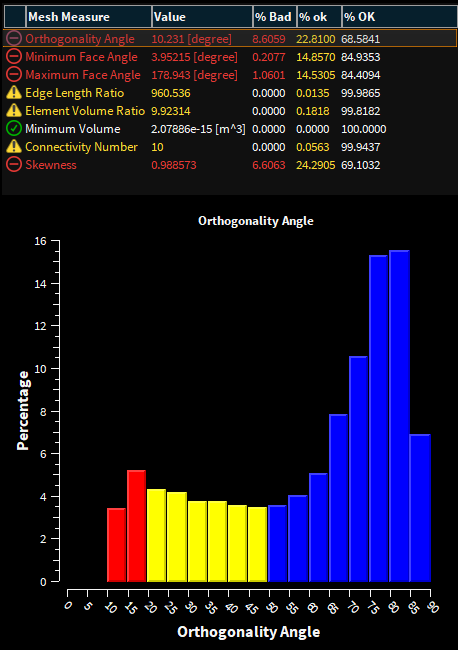 Mesh Measure Value % Bad % ok % OK
Orthogonality Angle 10.231 [degree] 8.6059 22.8100 68.5841
Minimum Face Angle 3.95215 [degree] 0.2077 14.8570 84.9353
Maximum Face Angle 178.943 [degree] 1.0601 14.5305 84.4094
Edge Length Ratio 960.536 0.0000 0.0135 99.9865
Element Volume Ratio 9.92314 0.0000 0.1818 99.8182
Minimum Volume 2.07886e-15 [m^3] 0.0000 0.0000 100.0000
Connectivity Number 10 0.0000 0.0563 99.9437
Skewness 0.988573 6.6063 24.2905 69.1032
Orthogonality Angle
16
14
12
10
8
6
4
2
0
Percentage
0 5 10 15 20 25 30 35 40 45 50 55 60 65 70 75 80 85 90
Orthogonality Angle